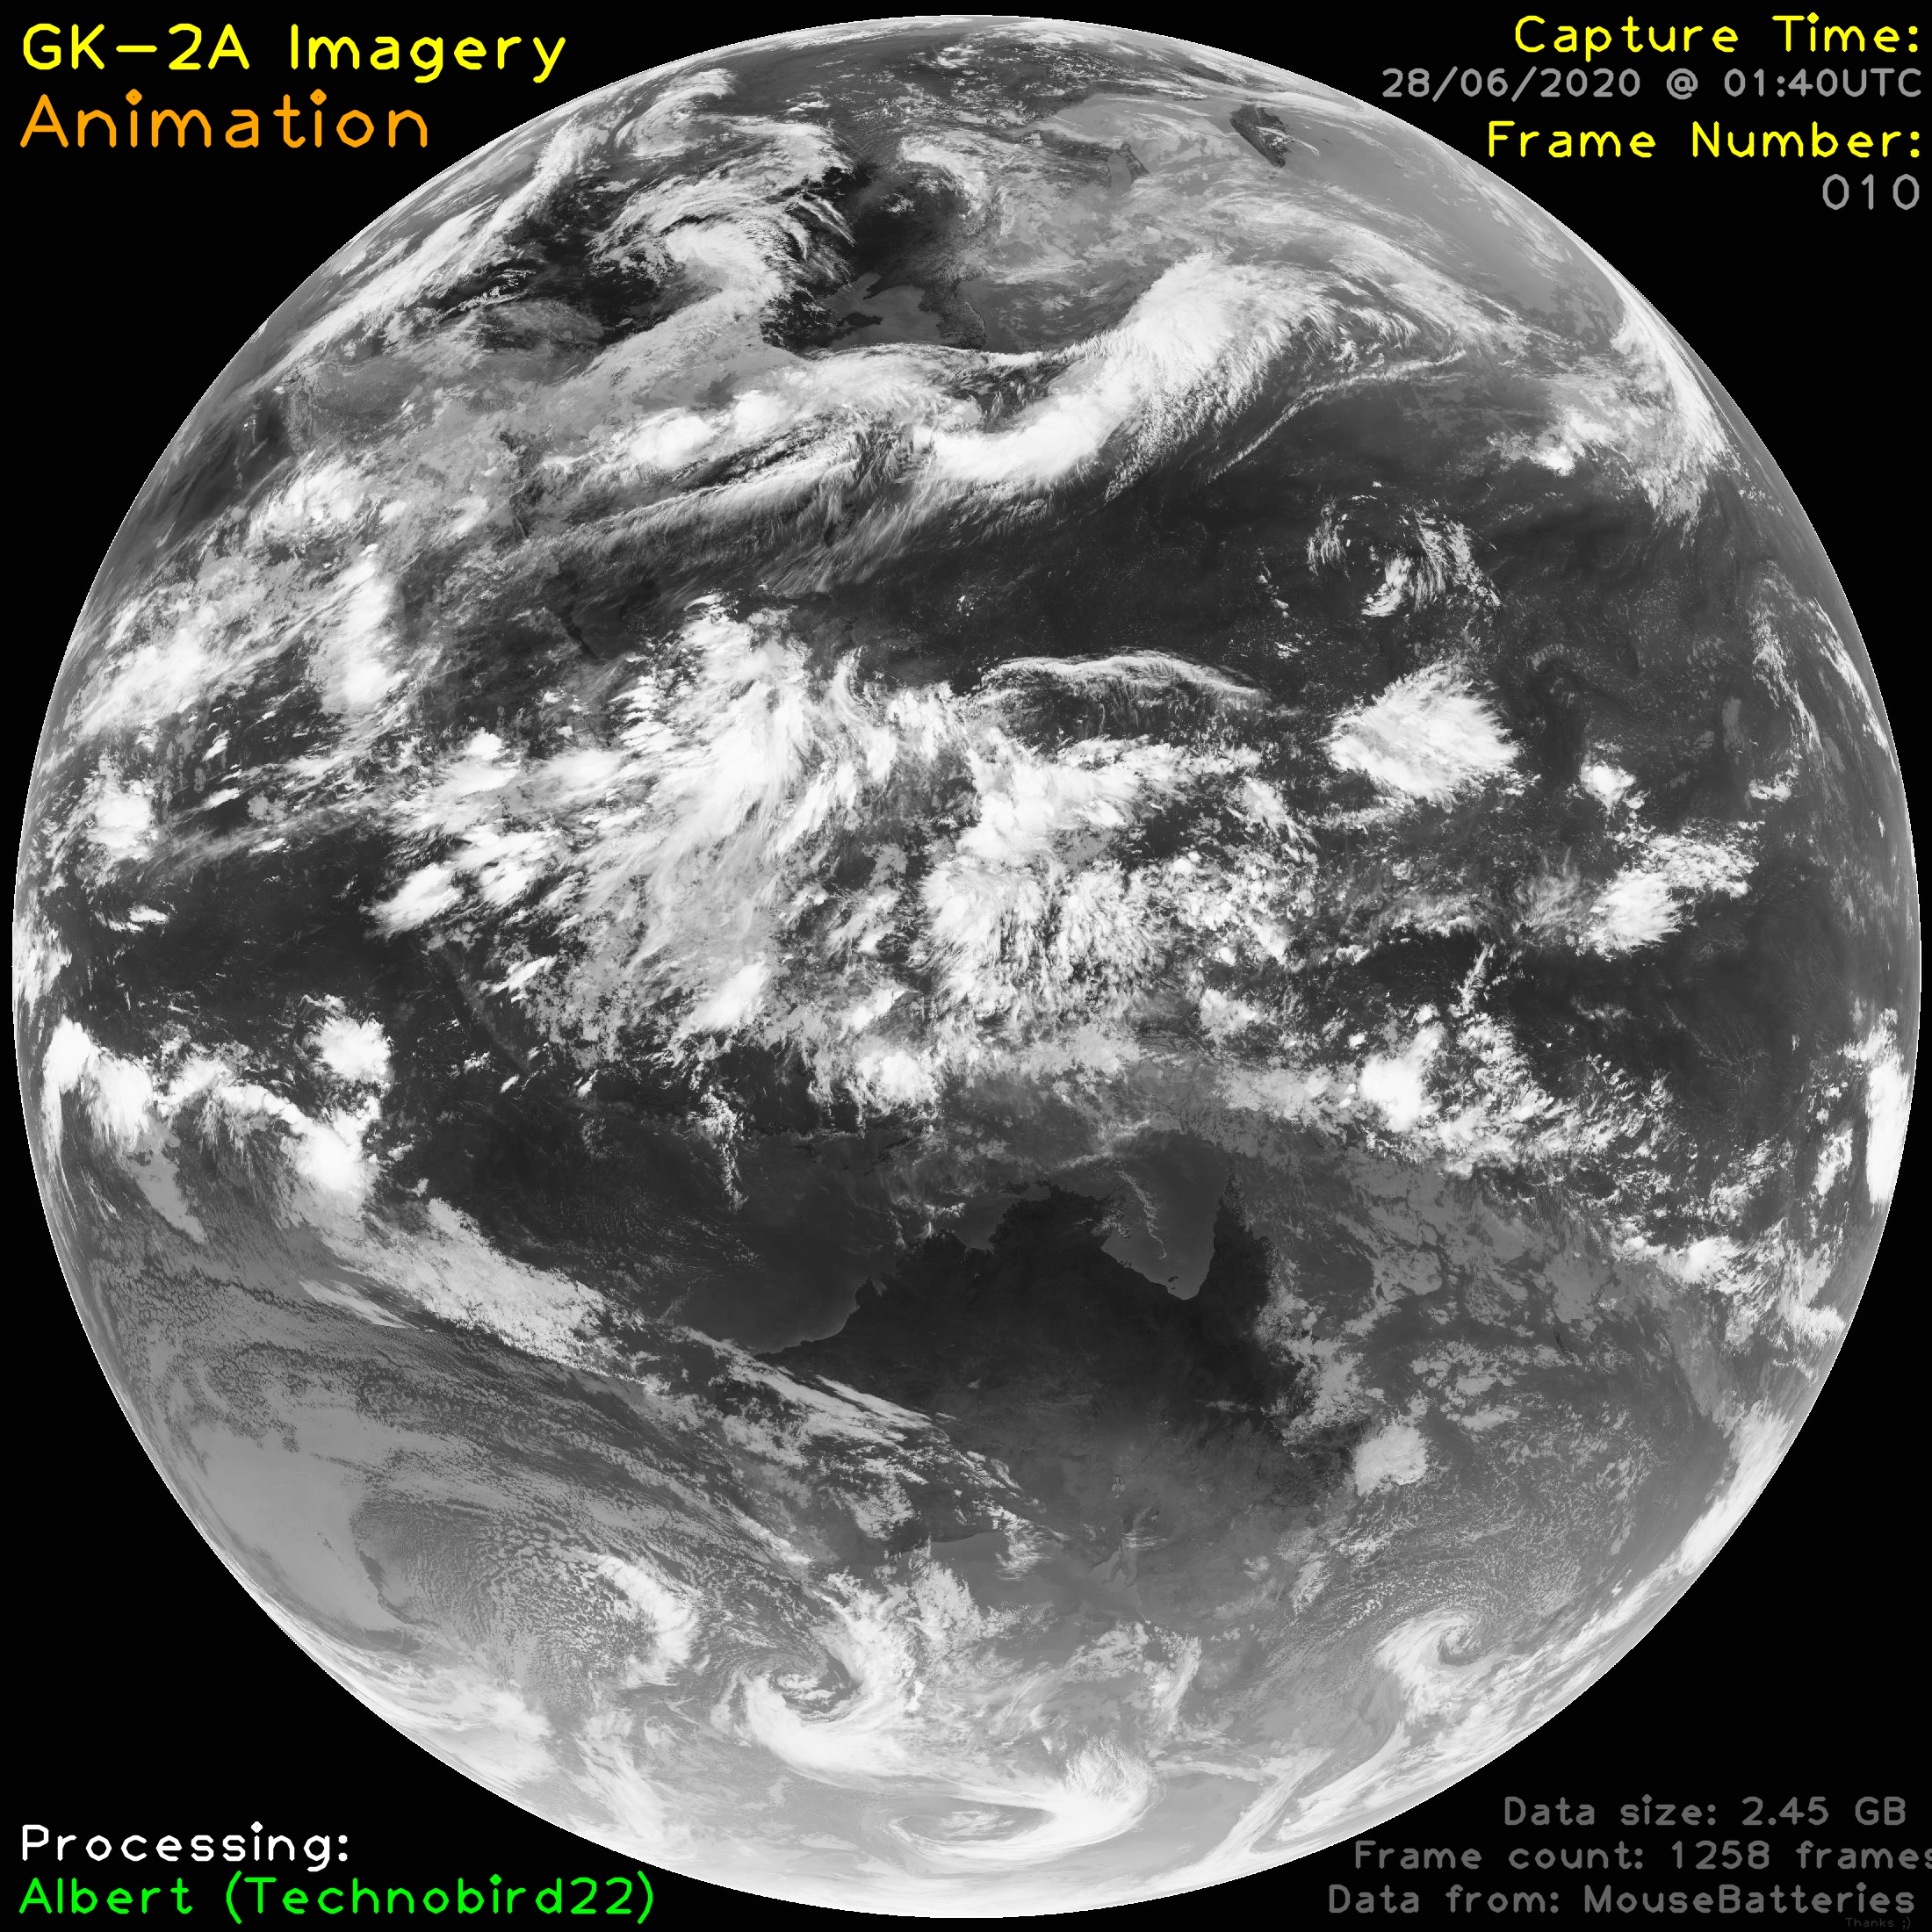 GK-2A Imagery
Animation
Capture Time:
28/06/2020 @ 01:40UTC
Frame Number:
010
Processing:
Albert (Technobird22)
Data size: 2.45 GB
Frame count: 1258 frames
Data from: MouseBatteries
Thanks ;)